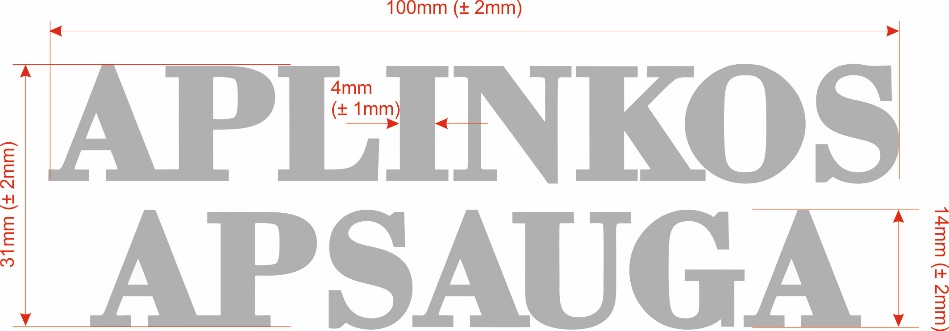 100mm (± 2mm)
APLINKOS
4mm
(± 1mm)
31mm (± 2mm)
APSAUGA
14mm (± 2mm)